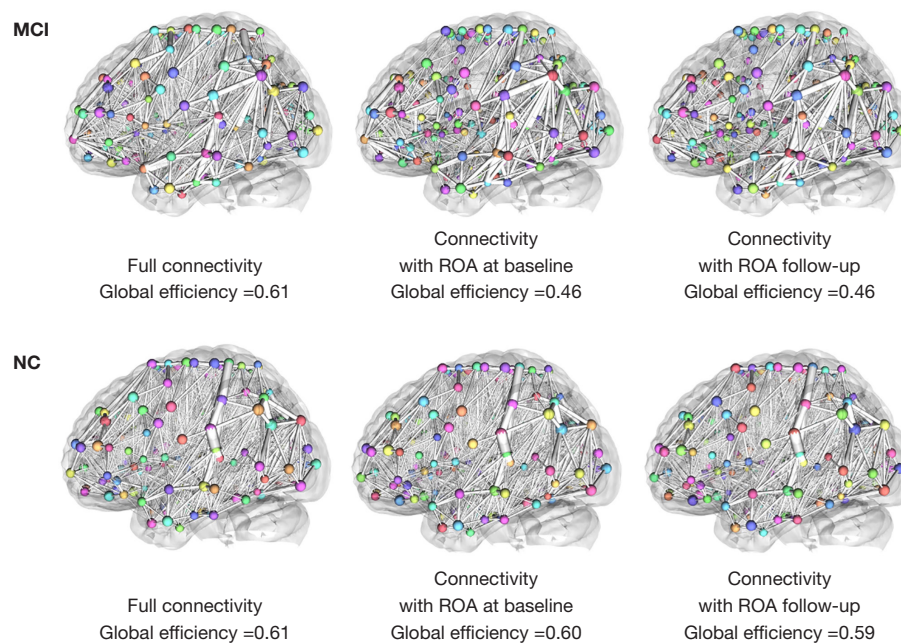 MCI
Full connectivity
Global efficiency =0.61
Connectivity
with ROA at baseline
Global efficiency =0.46
Connectivity
with ROA follow-up
Global efficiency =0.46
NC
Full connectivity
Global efficiency =0.61
Connectivity
with ROA at baseline
Global efficiency =0.60
Connectivity
with ROA follow-up
Global efficiency =0.59